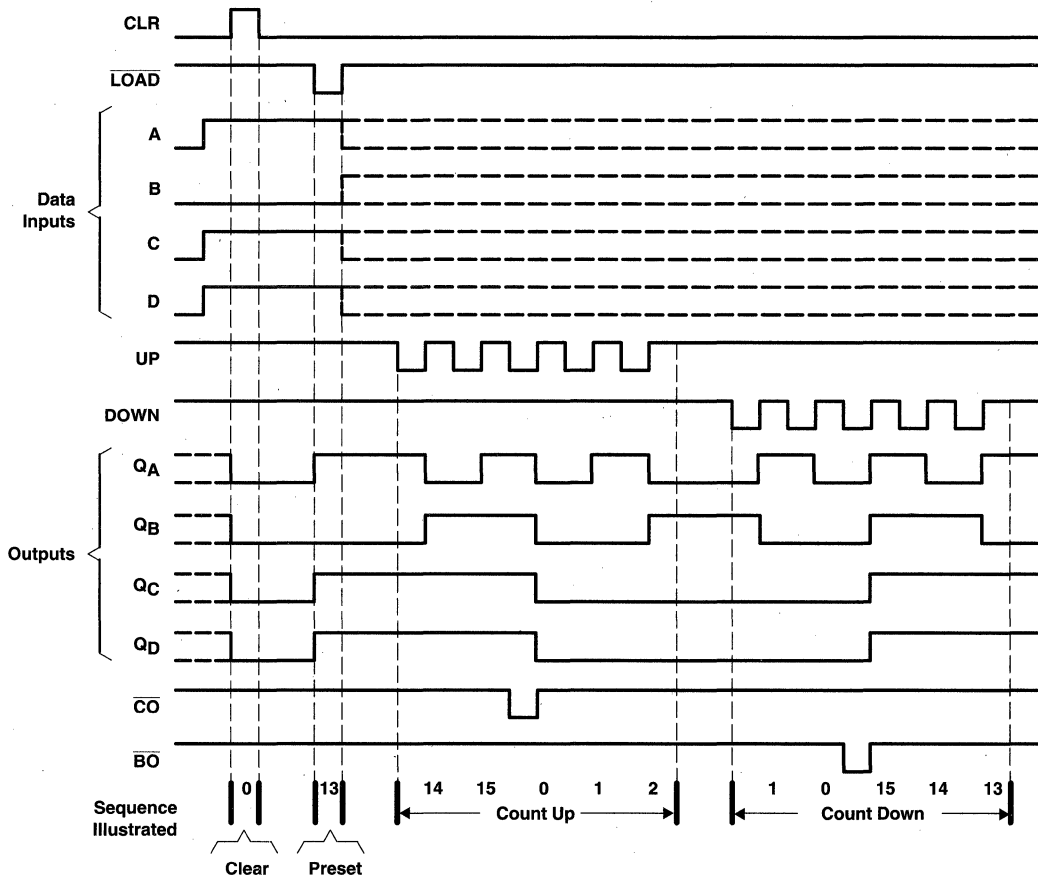 CLR
LOAD
A
B
Data
Inputs
C
D
UP
DOWN
QA
QB
Outputs
QC
QD
CO
BO
0 13 14 15 0 1 2 1 0 15 14 13
Sequence
Illustrated
Count Up Count Down
Clear Preset